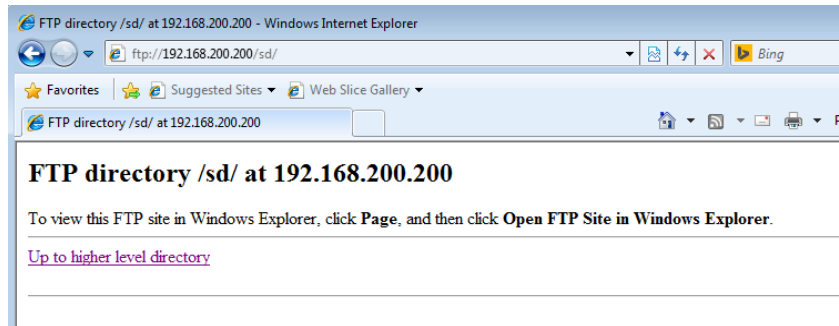 FTP directory /sd/ at 192.168.200.200 - Windows Internet Explorer
ftp://192.168.200.200/sd/
Bing
Favorites Suggested Sites Web Slice Gallery
FTP directory /sd/ at 192.168.200.200
FTP directory /sd/ at 192.168.200.200
To view this FTP site in Windows Explorer, click Page, and then click Open FTP Site in Windows Explorer.
Up to higher level directory